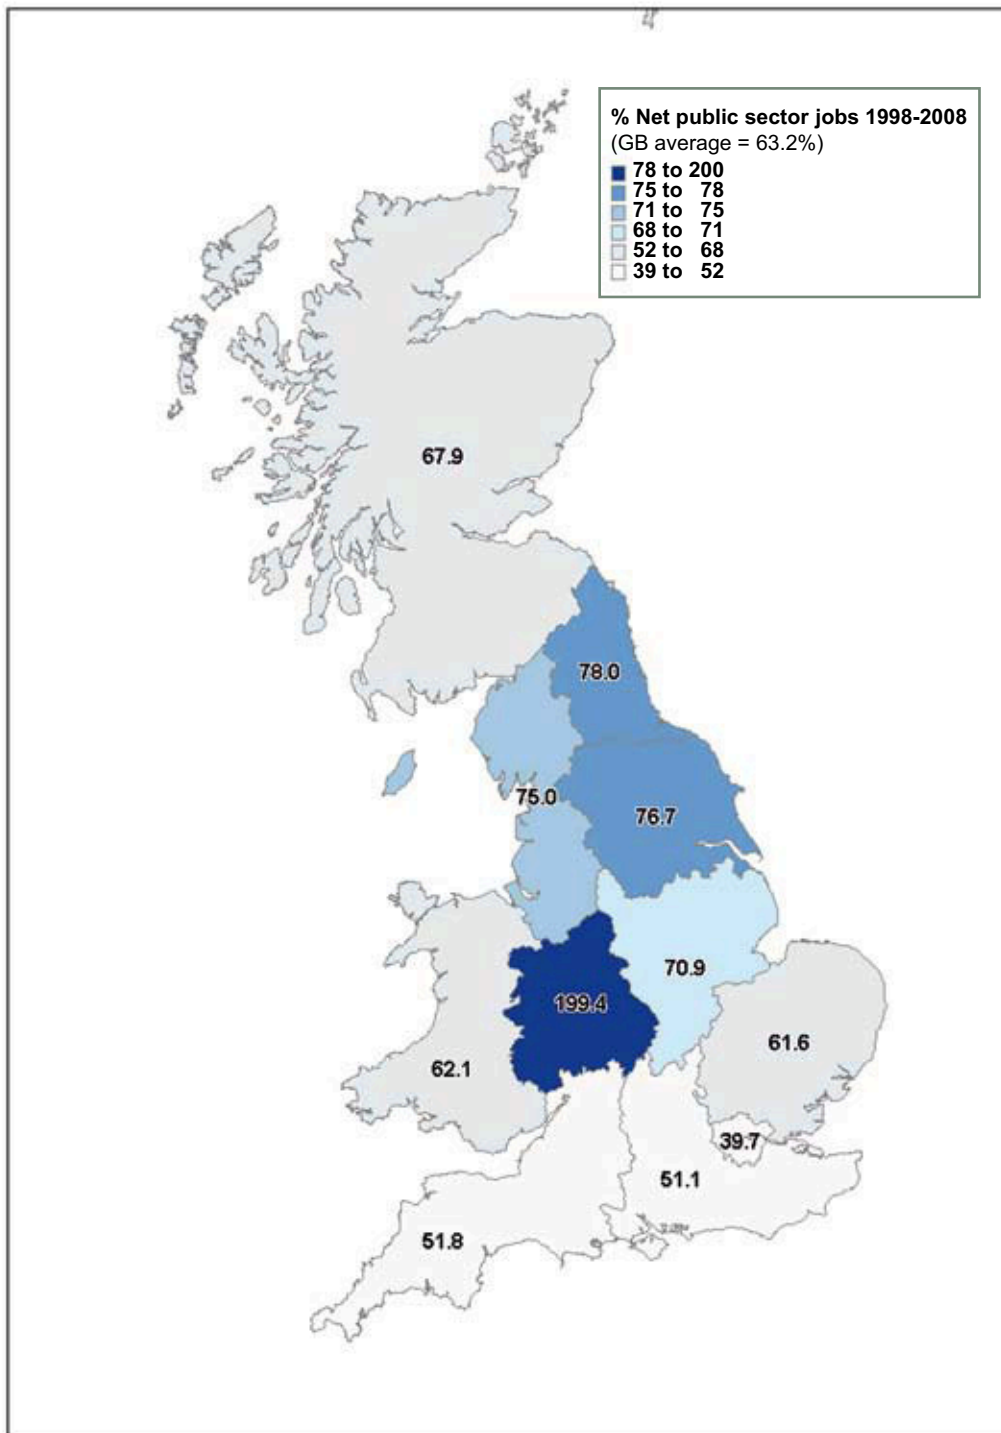 % Net public sector jobs 1998-2008
(GB average = 63.2%)
78 to 200
75 to 78
71 to 75
68 to 71
52 to 68
39 to 52
67.9
78.0
75.0
76.7
70.9
199.4
61.6
62.1
39.7
51.1
51.8